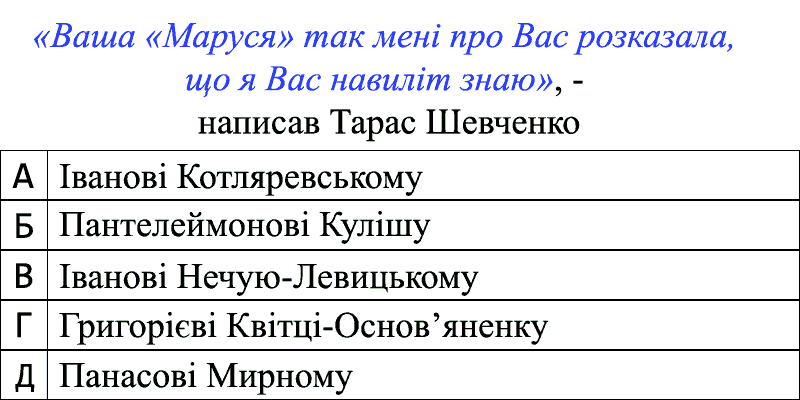 «Ваша «Маруся» так мені про Вас розказала,
що я Вас навиліт знаю», -
написав Тарас Шевченко
А Іванові Котляревському
Б Пантелеймонові Кулішу
В Іванові Нечую-Левицькому
Г Григорієві Квітці-Основ’яненку
Д Панасові Мирному